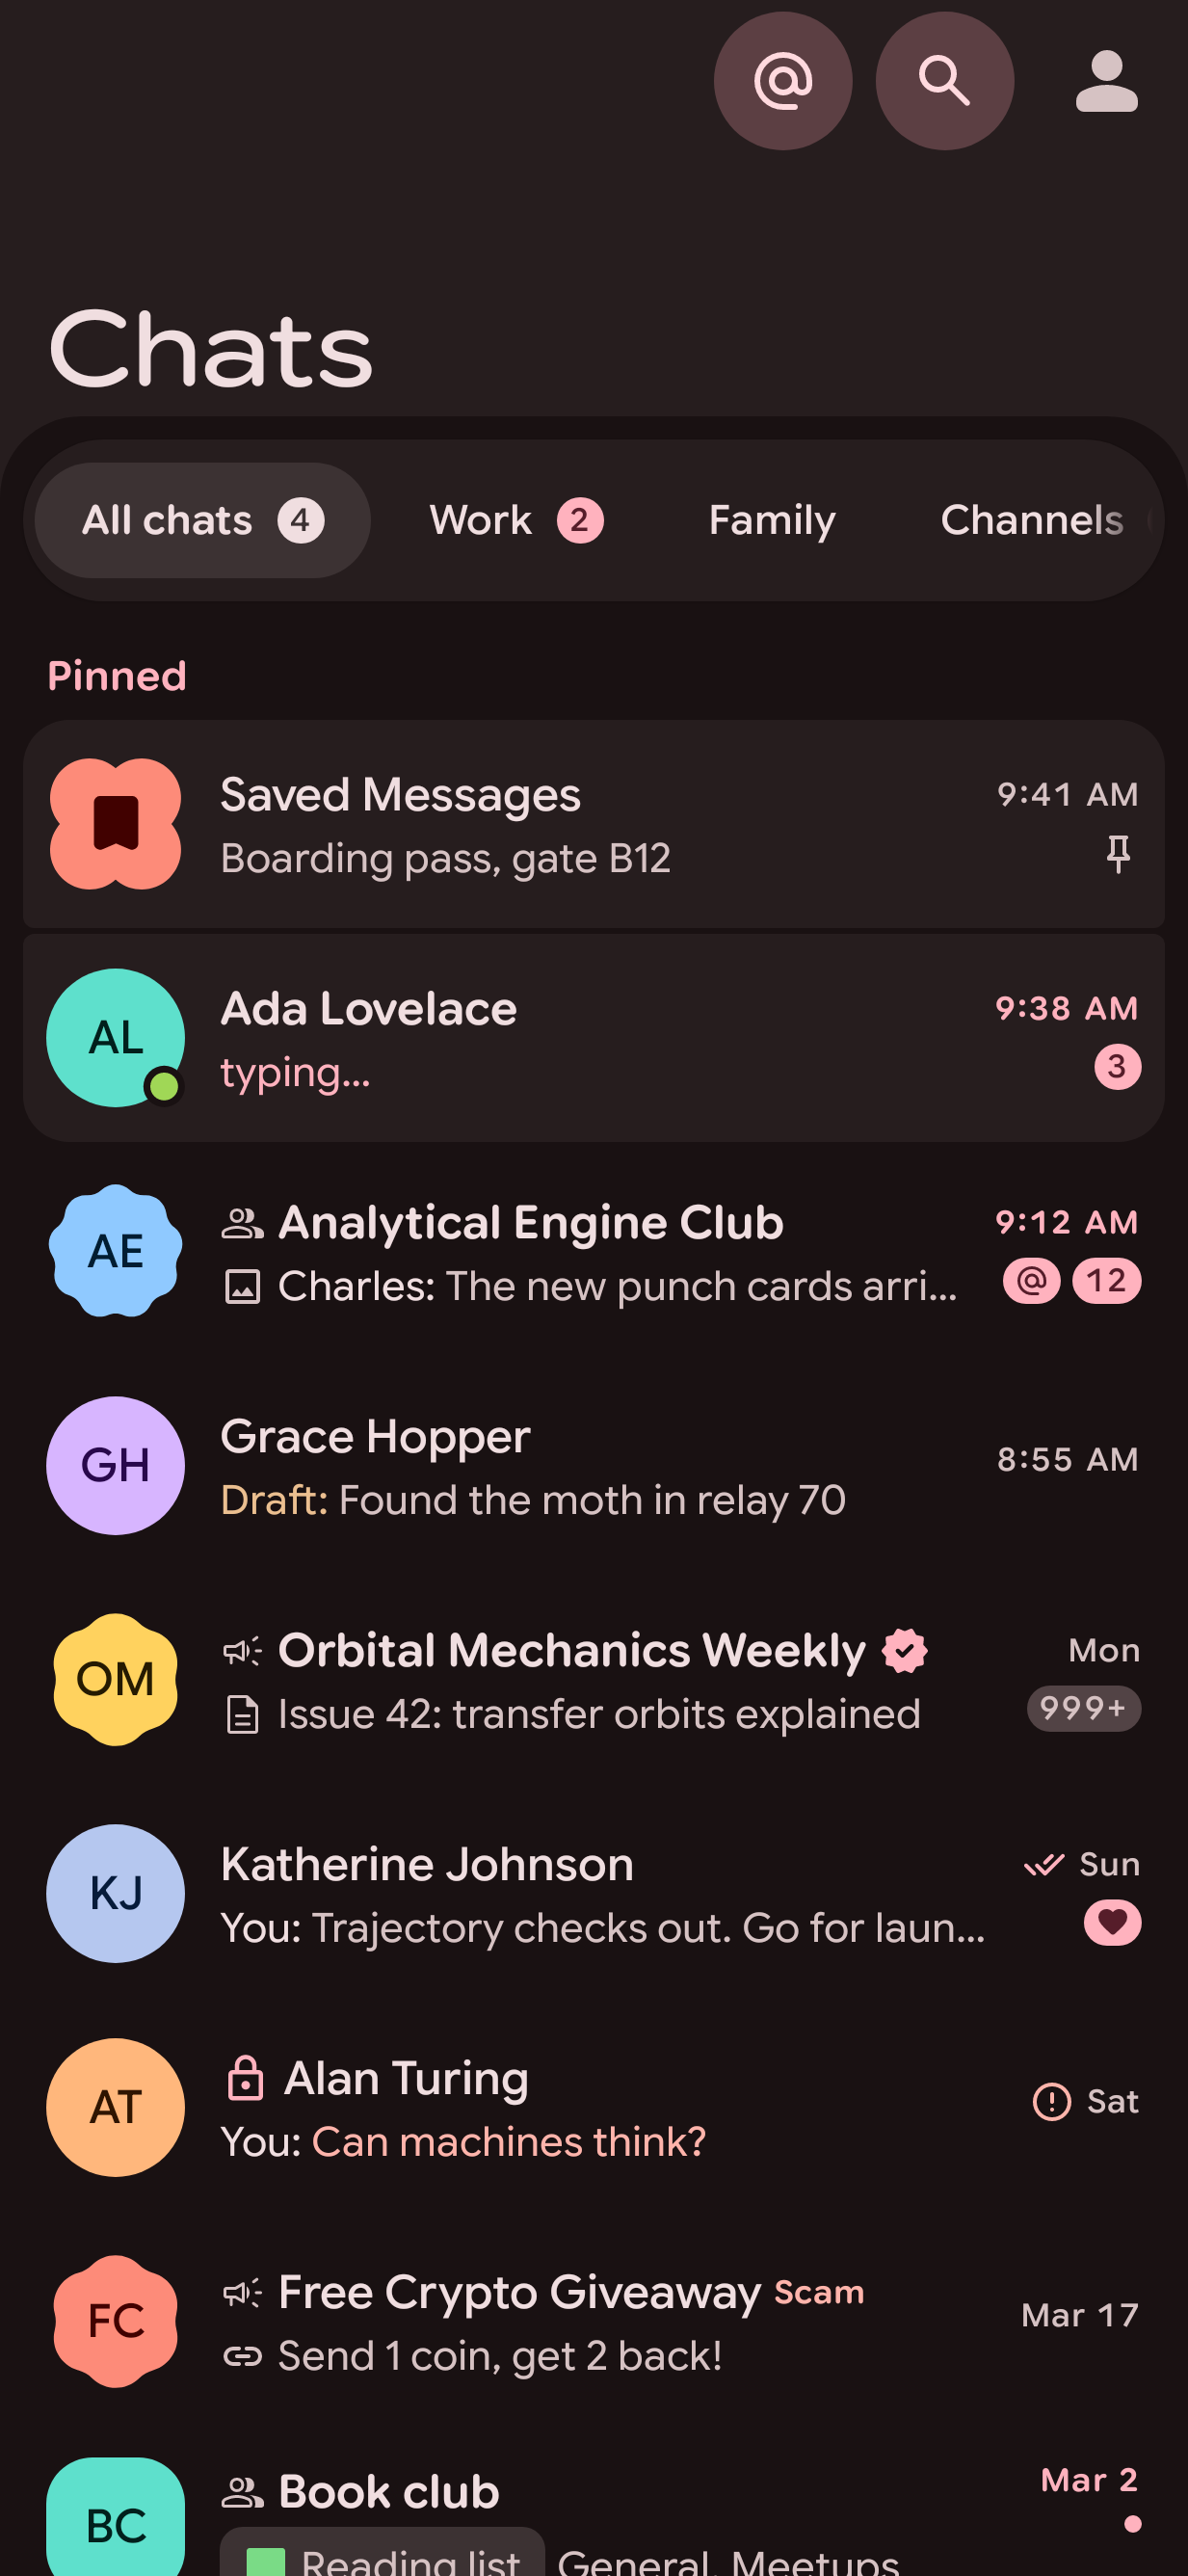 Chats
All chats 4 Work 2 Family Channels
Pinned
Saved Messages 9:41 AM
Boarding pass, gate B12
AL Ada Lovelace 9:38 AM
typing... 3
AE Analytical Engine Club 9:12 AM
Charles: The new punch cards arri... @ 12
GH Grace Hopper 8:55 AM
Draft: Found the moth in relay 70
OM Orbital Mechanics Weekly Mon
Issue 42: transfer orbits explained 999+
KJ Katherine Johnson Sun
You: Trajectory checks out. Go for laun...
AT Alan Turing Sat
You: Can machines think?
FC Free Crypto Giveaway Scam Mar 17
Send 1 coin, get 2 back!
BC Book club Mar 2
Reading list General, Meetups